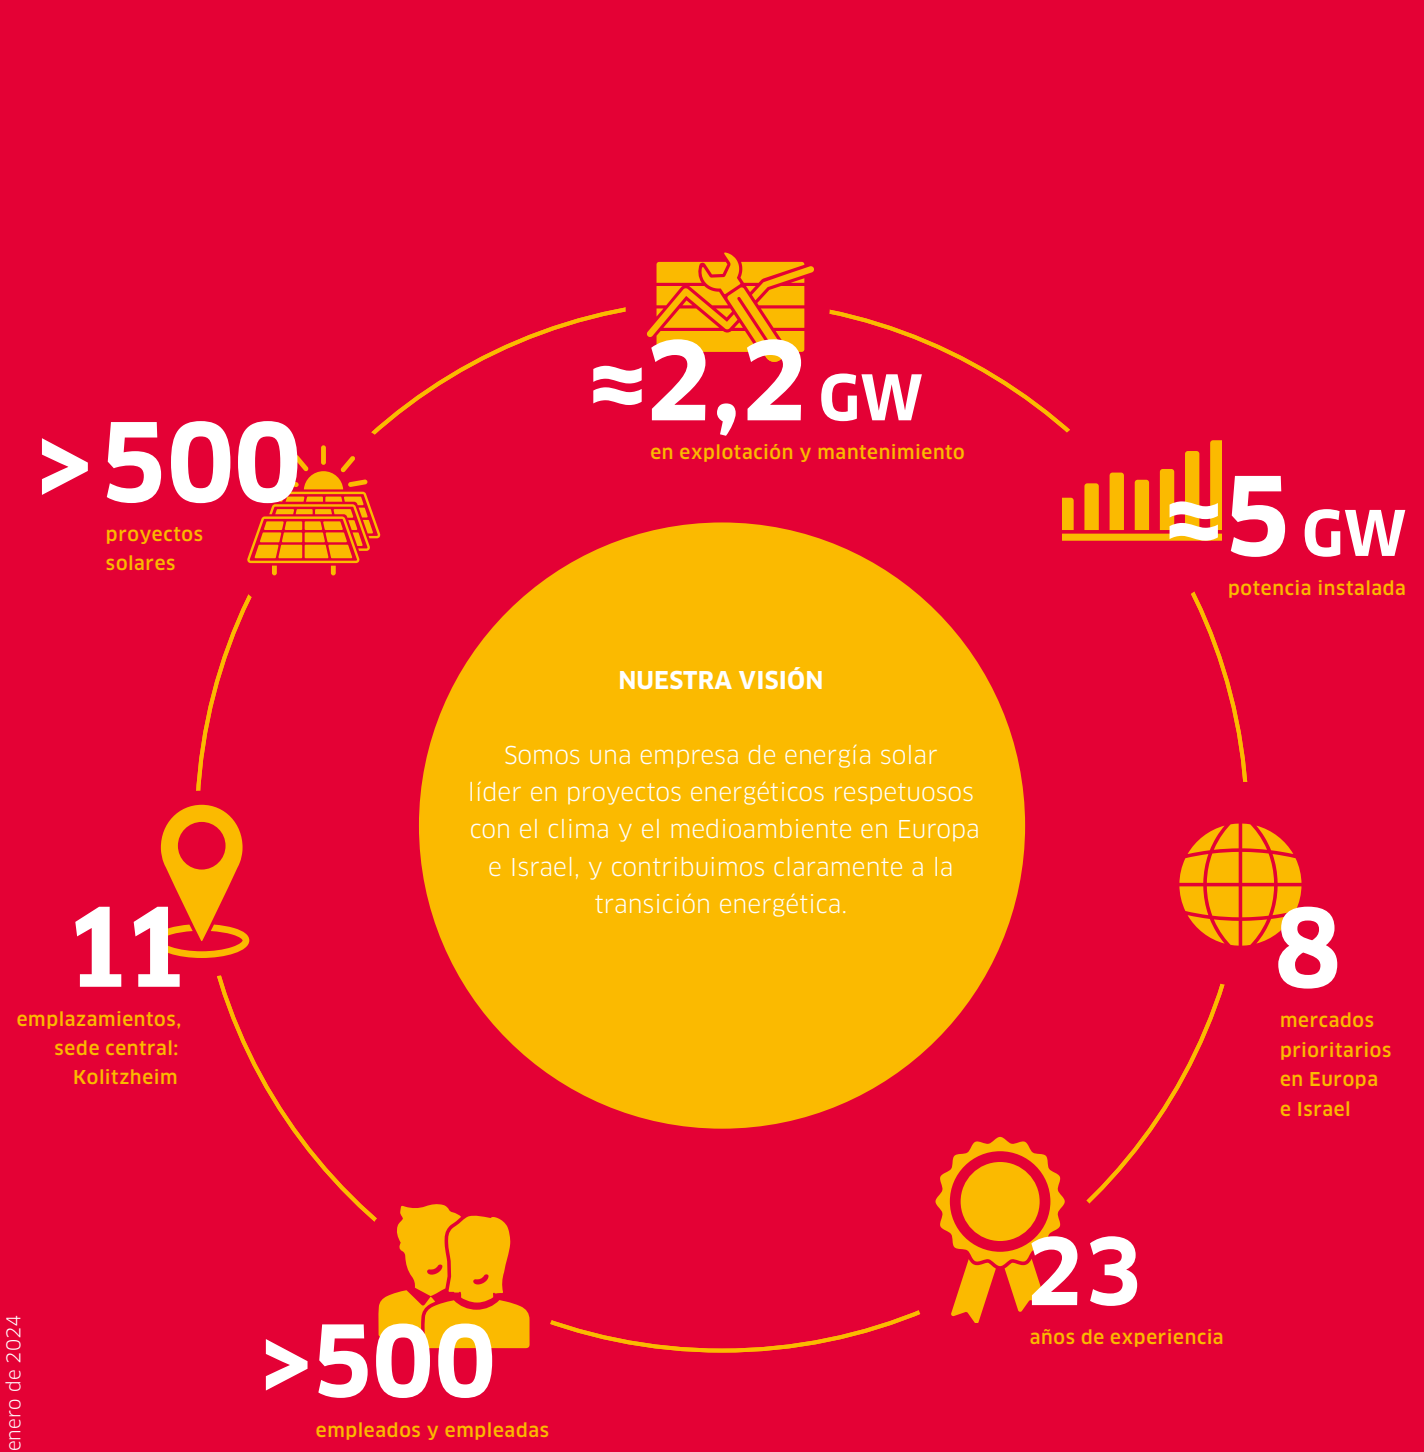 ≈2,2 GW
en explotación y mantenimiento
>500
proyectos
solares
≈5 GW
potencia instalada
NUESTRA VISIÓN
Somos una empresa de energía solar
líder en proyectos energéticos respetuosos
con el clima y el medioambiente en Europa
e Israel, y contribuimos claramente a la
transición energética.
11
emplazamientos,
sede central:
Kolitzheim
8
mercados
prioritarios
en Europa
e Israel
23
años de experiencia
>500
empleados y empleadas
enero de 2024